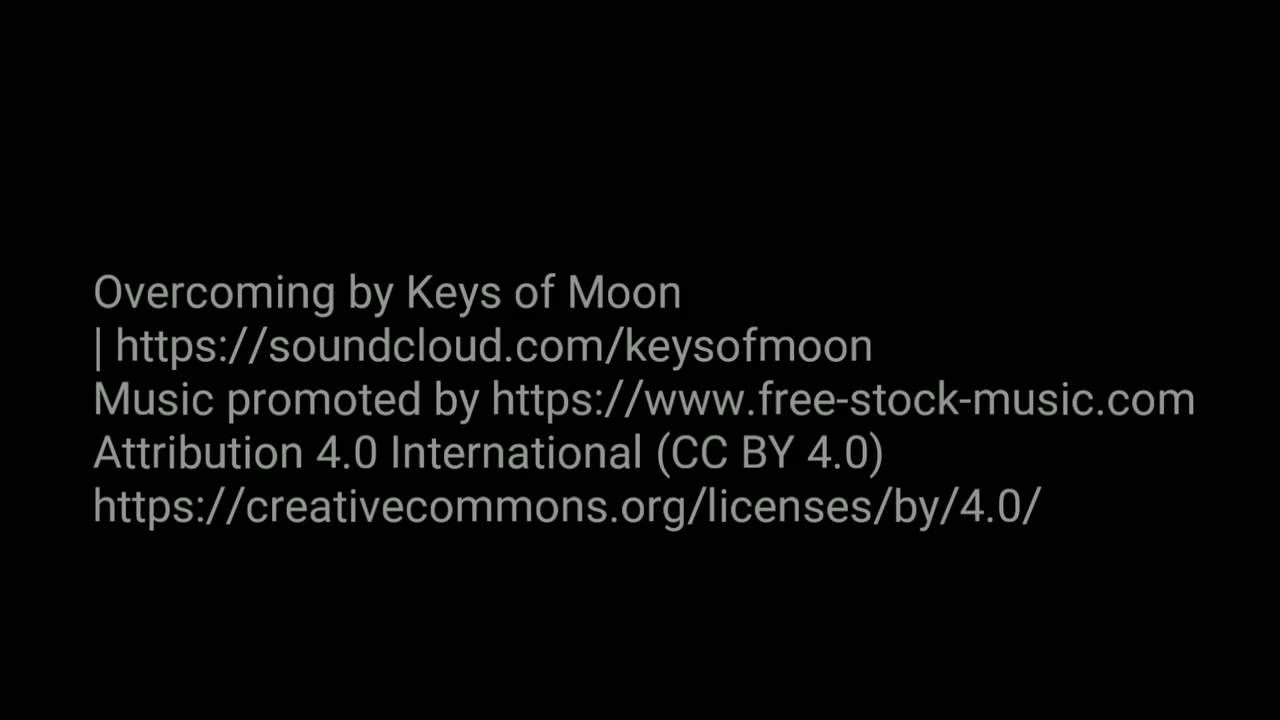 Overcoming by Keys of Moon
| https://soundcloud.com/keysofmoon
Music promoted by https://www.free-stock-music.com
Attribution 4.0 International (CC BY 4.0)
https://creativecommons.org/licenses/by/4.0/